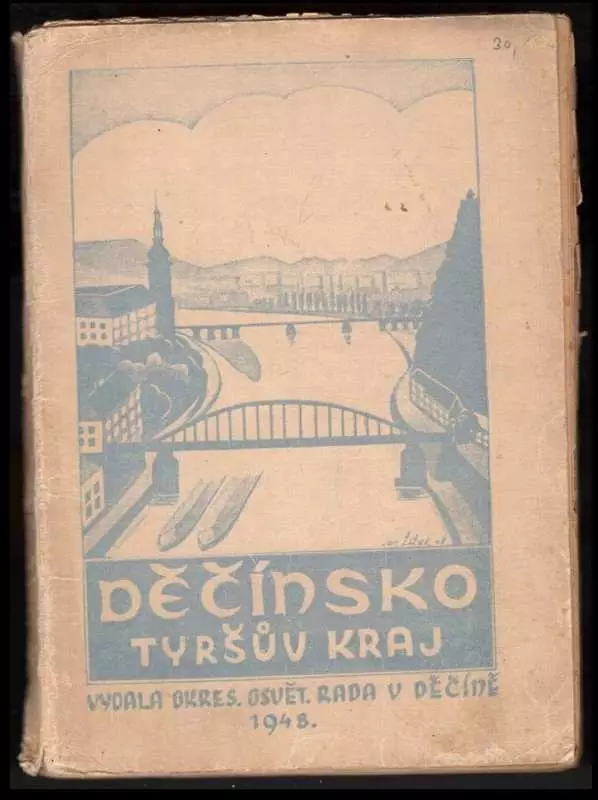 30,
DĚČÍNSKO
TYRŠŮV KRAJ
VYDALA OKRES. OSVĚT. RADA V DĚČÍNĚ
1948.